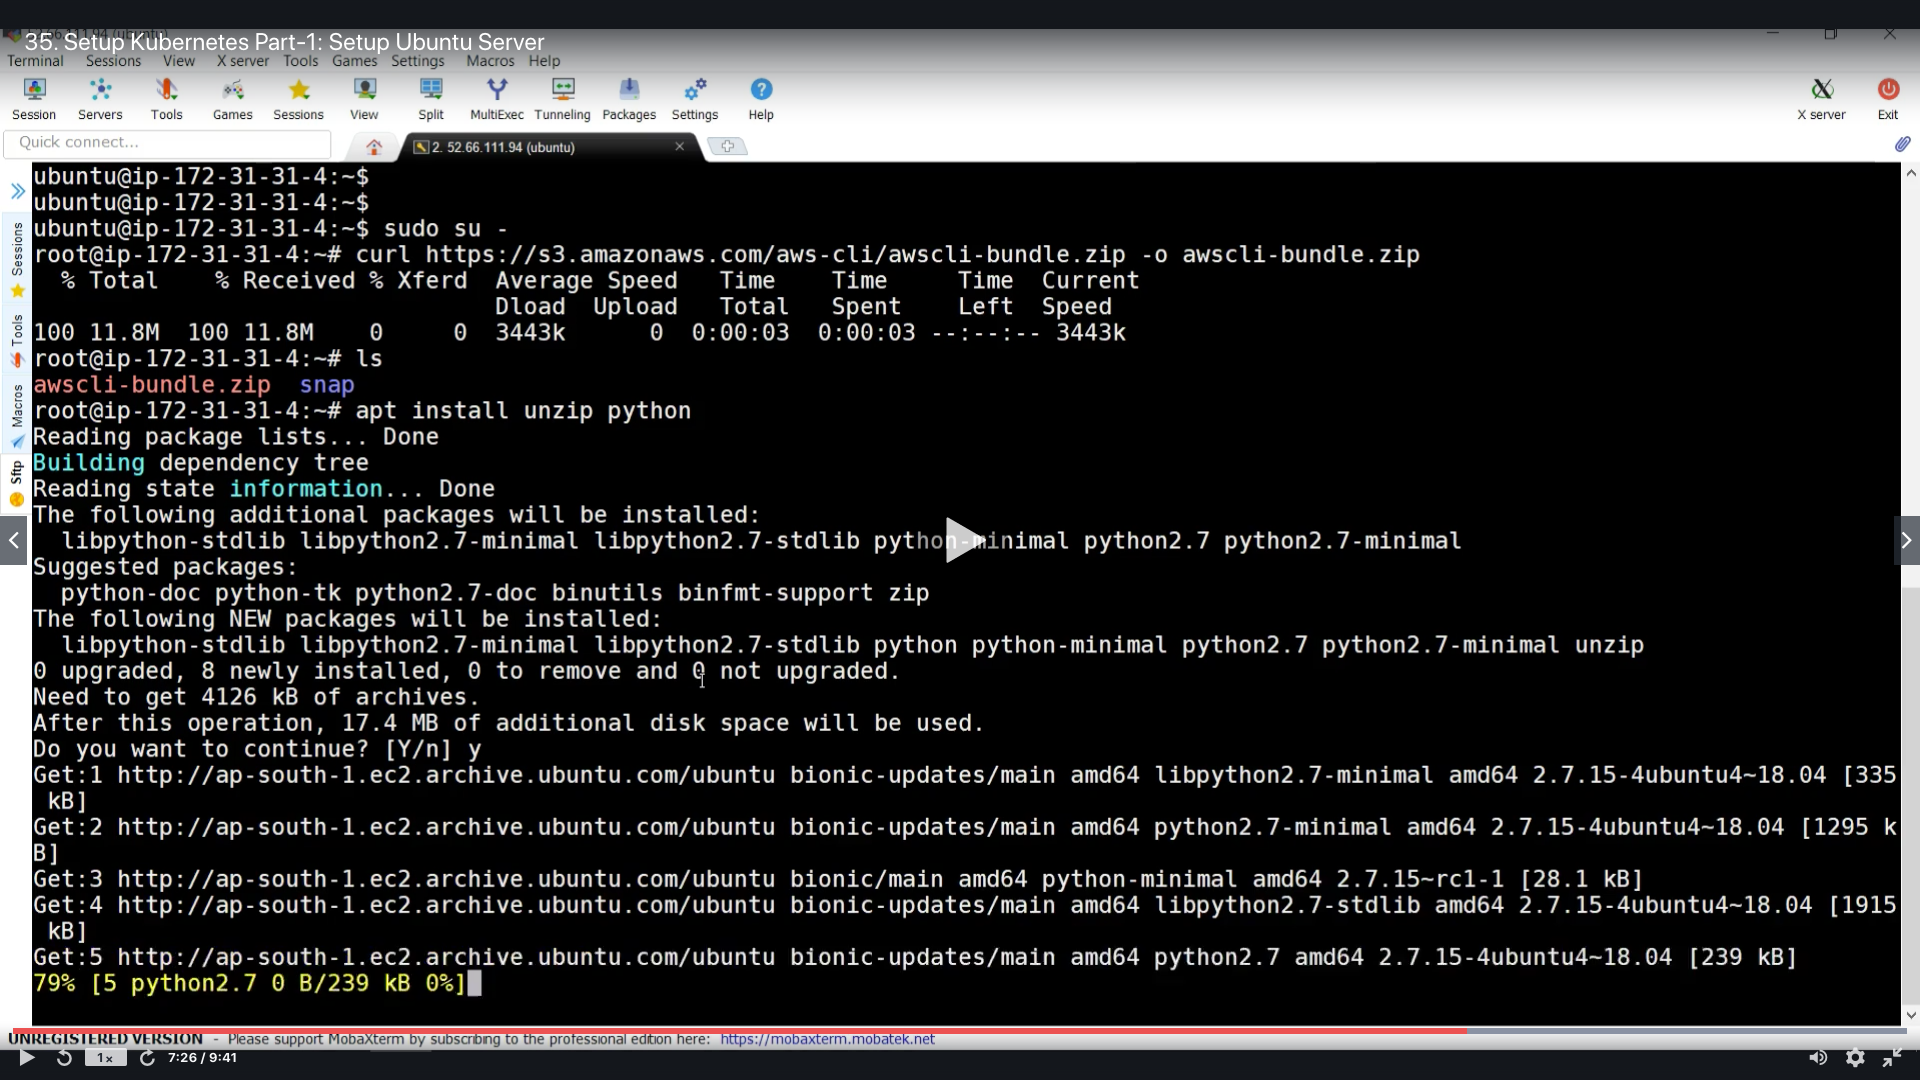 35. Setup Kubernetes Part-1: Setup Ubuntu Server
Terminal Sessions View X server Tools Games Settings Macros Help
Session Servers Tools Games Sessions View Split MultiExec Tunneling Packages Settings Help X server Exit
Quick connect...
2. 52.66.111.94 (ubuntu)
Sessions
Tools
Macros
Sftp
ubuntu@ip-172-31-31-4:~$
ubuntu@ip-172-31-31-4:~$
ubuntu@ip-172-31-31-4:~$ sudo su -
root@ip-172-31-31-4:~# curl https://s3.amazonaws.com/aws-cli/awscli-bundle.zip -o awscli-bundle.zip
% Total % Received % Xferd Average Speed Time Time Time Current
Dload Upload Total Spent Left Speed
100 11.8M 100 11.8M 0 0 3443k 0 0:00:03 0:00:03 --:--:-- 3443k
root@ip-172-31-31-4:~# ls
awscli-bundle.zip snap
root@ip-172-31-31-4:~# apt install unzip python
Reading package lists... Done
Building dependency tree
Reading state information... Done
The following additional packages will be installed:
libpython-stdlib libpython2.7-minimal libpython2.7-stdlib python-minimal python2.7 python2.7-minimal
Suggested packages:
python-doc python-tk python2.7-doc binutils binfmt-support zip
The following NEW packages will be installed:
libpython-stdlib libpython2.7-minimal libpython2.7-stdlib python python-minimal python2.7 python2.7-minimal unzip
0 upgraded, 8 newly installed, 0 to remove and 0 not upgraded.
Need to get 4126 kB of archives.
After this operation, 17.4 MB of additional disk space will be used.
Do you want to continue? [Y/n] y
Get:1 http://ap-south-1.ec2.archive.ubuntu.com/ubuntu bionic-updates/main amd64 libpython2.7-minimal amd64 2.7.15-4ubuntu4~18.04 [335
kB]
Get:2 http://ap-south-1.ec2.archive.ubuntu.com/ubuntu bionic-updates/main amd64 python2.7-minimal amd64 2.7.15-4ubuntu4~18.04 [1295 k
B]
Get:3 http://ap-south-1.ec2.archive.ubuntu.com/ubuntu bionic/main amd64 python-minimal amd64 2.7.15~rc1-1 [28.1 kB]
Get:4 http://ap-south-1.ec2.archive.ubuntu.com/ubuntu bionic-updates/main amd64 libpython2.7-stdlib amd64 2.7.15-4ubuntu4~18.04 [1915
kB]
Get:5 http://ap-south-1.ec2.archive.ubuntu.com/ubuntu bionic-updates/main amd64 python2.7 amd64 2.7.15-4ubuntu4~18.04 [239 kB]
79% [5 python2.7 0 B/239 kB 0%]
UNREGISTERED VERSION - Please support MobaXterm by subscribing to the professional edition here: https://mobaxterm.mobatek.net
1x 7:26 / 9:41